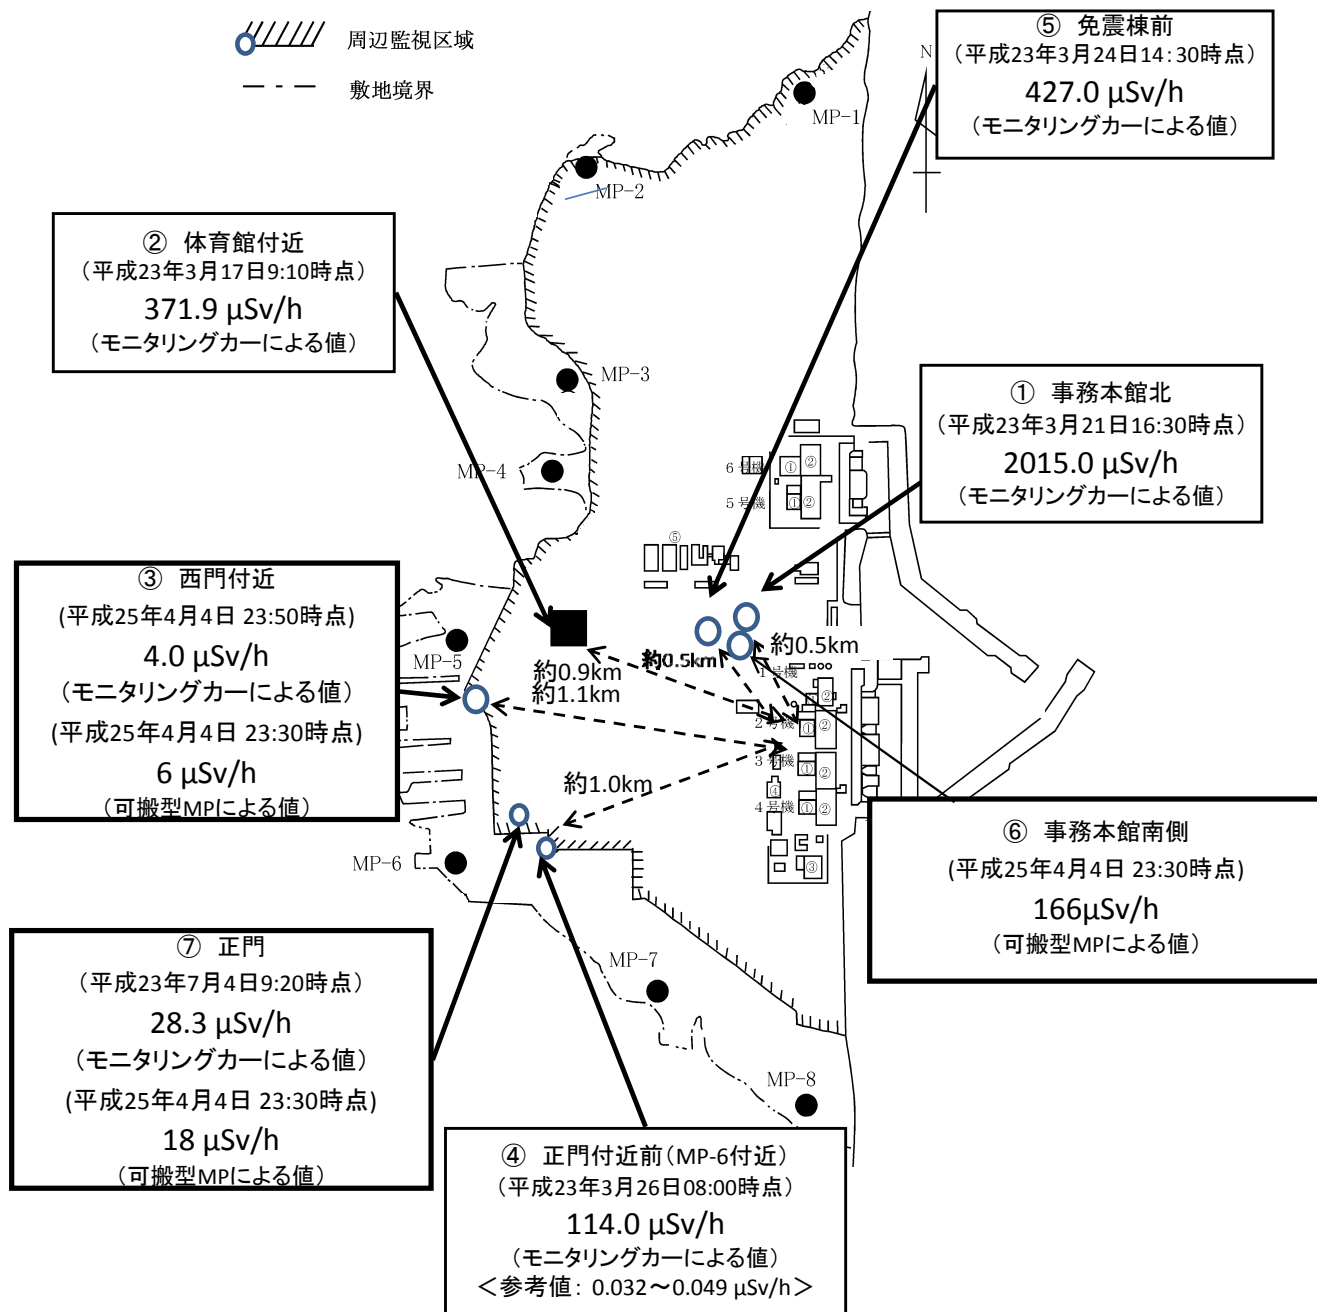 周辺監視区域
敷地境界
⑤ 免震棟前
（平成23年3月24日14：30時点）
427.0 μSv/h
（モニタリングカーによる値）
N
MP-1
MP-2
② 体育館付近
（平成23年3月17日9:10時点）
371.9 μSv/h
（モニタリングカーによる値）
MP-3
① 事務本館北
（平成23年3月21日16:30時点）
2015.0 μSv/h
（モニタリングカーによる値）
MP-4
6号機
①
②
5号機
①
②
⑤
③ 西門付近
(平成25年4月4日 23:50時点)
4.0 μSv/h
（モニタリングカーによる値）
(平成25年4月4日 23:30時点)
6 μSv/h
（可搬型MPによる値）
MP-5
約0.9km
約1.1km
約0.5km
約0.5km
1号機
②
2号機
①
②
3号機
①
②
④
4号機
①
②
③
約1.0km
⑥ 事務本館南側
(平成25年4月4日 23:30時点)
166μSv/h
（可搬型MPによる値）
MP-6
⑦ 正門
（平成23年7月4日9:20時点）
28.3 μSv/h
（モニタリングカーによる値）
(平成25年4月4日 23:30時点)
18 μSv/h
（可搬型MPによる値）
MP-7
MP-8
④ 正門付近前（MP-6付近）
（平成23年3月26日08:00時点）
114.0 μSv/h
（モニタリングカーによる値）
＜参考値： 0.032～0.049 μSv/h＞